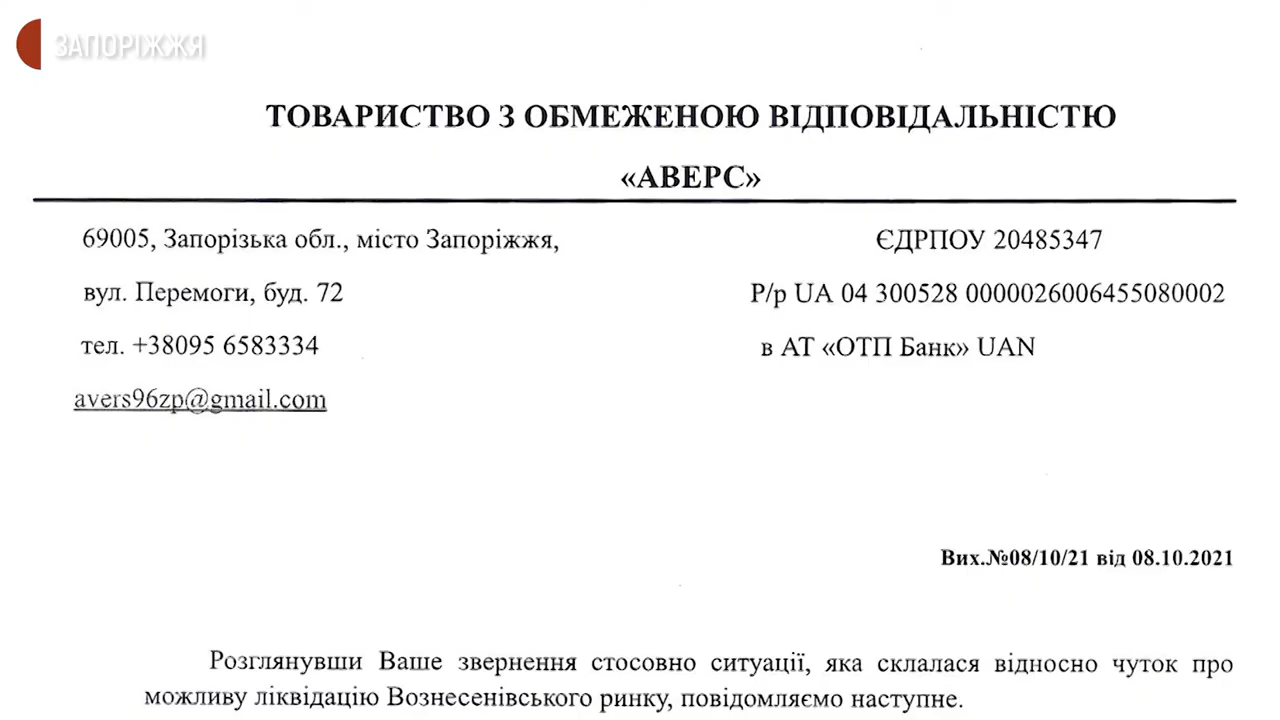 ЗАПОРІЖЖЯ
ТОВАРИСТВО З ОБМЕЖЕНОЮ ВІДПОВІДАЛЬНІСТЮ
«АВЕРС»
69005, Запорізька обл., місто Запоріжжя,
ЄДРПОУ 20485347
вул. Перемоги, буд. 72
Р/р UA 04 300528 0000026006455080002
тел. +38095 6583334
в АТ «ОТП Банк» UAN
avers96zp@gmail.com
Вих.№08/10/21 від 08.10.2021
Розглянувши Ваше звернення стосовно ситуації, яка склалася відносно чуток про
можливу ліквідацію Вознесенівського ринку, повідомляємо наступне.